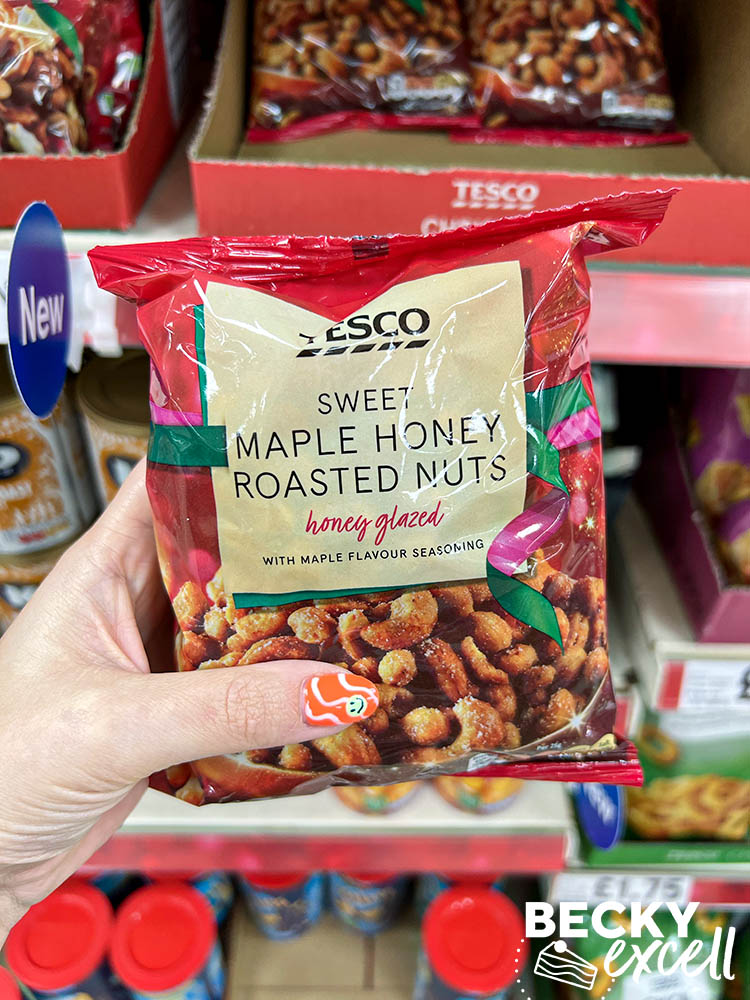 TESCO
New
TESCO
SWEET
MAPLE HONEY
ROASTED NUTS
honey glazed
WITH MAPLE FLAVOUR SEASONING
£1.75
BECKY
excell